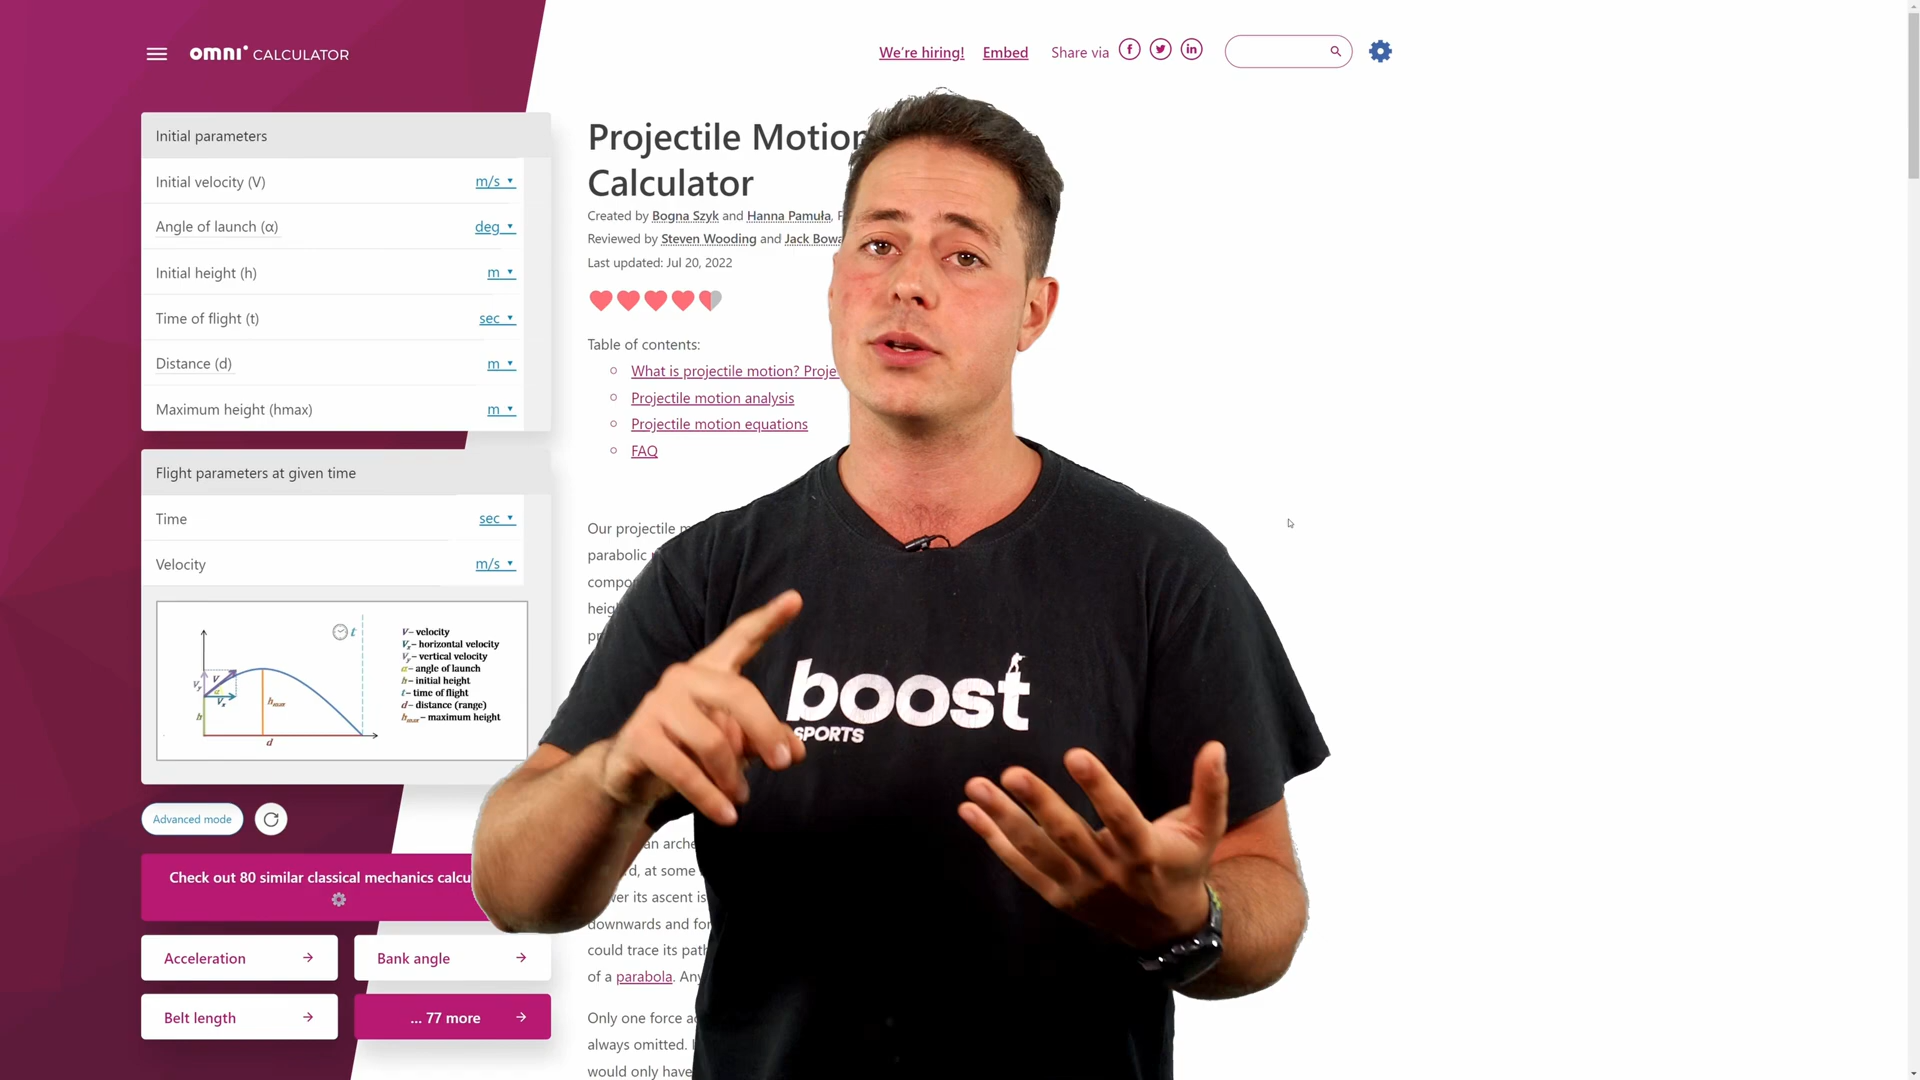 omni CALCULATOR
We're hiring!
Embed
Share via
Initial parameters
Initial velocity (V)
m/s
Angle of launch (α)
deg
Initial height (h)
m
Time of flight (t)
sec
Distance (d)
m
Maximum height (hmax)
m
Flight parameters at given time
Time
sec
Velocity
m/s
t
V
Vy
α
Vx
h
hmax
d
V – velocity
Vx – horizontal velocity
Vy – vertical velocity
α – angle of launch
h – initial height
t – time of flight
d – distance (range)
hmax – maximum height
Advanced mode
Check out 80 similar classical mechanics calcu
Acceleration
Bank angle
Belt length
... 77 more
Projectile Motion
Calculator
Created by Bogna Szyk and Hanna Pamuła,
Reviewed by Steven Wooding and Jack Bowa
Last updated: Jul 20, 2022
Table of contents:
What is projectile motion? Proje
Projectile motion analysis
Projectile motion equations
FAQ
Our projectile m
parabolic
compo
heig
pr
an arche
d, at some
ver its ascent is
downwards and for
could trace its path
of a parabola. Any
Only one force ac
always omitted.
would only have
boost
SPORTS